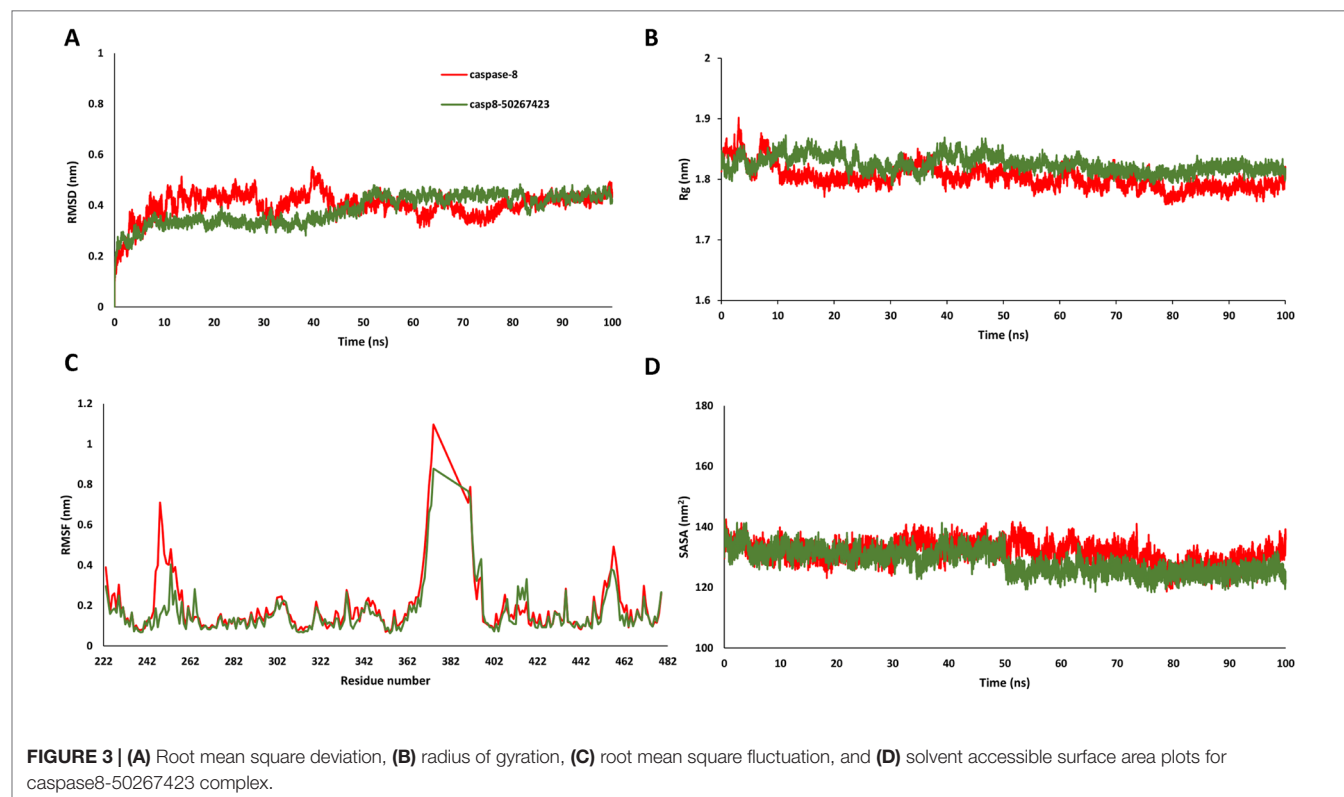 A
1
0.8
0.6
0.4
0.2
0
RMSD (nm)
caspase-8
casp8-50267423
0 10 20 30 40 50 60 70 80 90 100
Time (ns)
B
2
1.9
1.8
1.7
1.6
Rg(nm)
0 10 20 30 40 50 60 70 80 90 100
Time (ns)
C
1.2
1
0.8
0.6
0.4
0.2
0
RMSF (nm)
222 242 262 282 302 322 342 362 382 402 422 442 462 482
Residue number
D
180
160
140
120
100
SASA (nm²)
0 10 20 30 40 50 60 70 80 90 100
Time (ns)
FIGURE 3 | (A) Root mean square deviation, (B) radius of gyration, (C) root mean square fluctuation, and (D) solvent accessible surface area plots for
caspase8-50267423 complex.